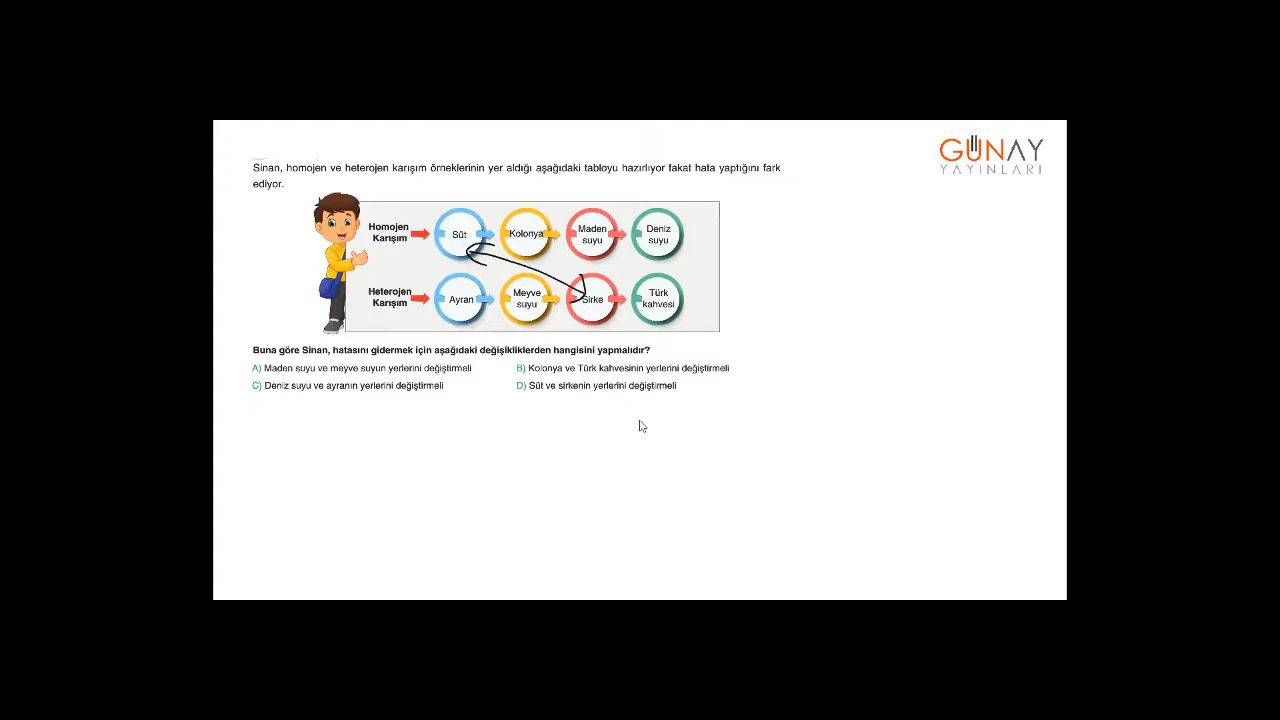 GÜNAY
YAYINLARI
Sinan, homojen ve heterojen karışım örneklerinin yer aldığı aşağıdaki tabloyu hazırlıyor fakat hata yaptığını fark
ediyor.
Homojen
Karışım
Süt
Kolonya
Maden
suyu
Deniz
suyu
Heterojen
Karışım
Ayran
Meyve
suyu
Sirke
Türk
kahvesi
Buna göre Sinan, hatasını gidermek için aşağıdaki değişikliklerden hangisini yapmalıdır?
A) Maden suyu ve meyve suyun yerlerini değiştirmeli
B) Kolonya ve Türk kahvesinin yerlerini değiştirmeli
C) Deniz suyu ve ayranın yerlerini değiştirmeli
D) Süt ve sirkenin yerlerini değiştirmeli